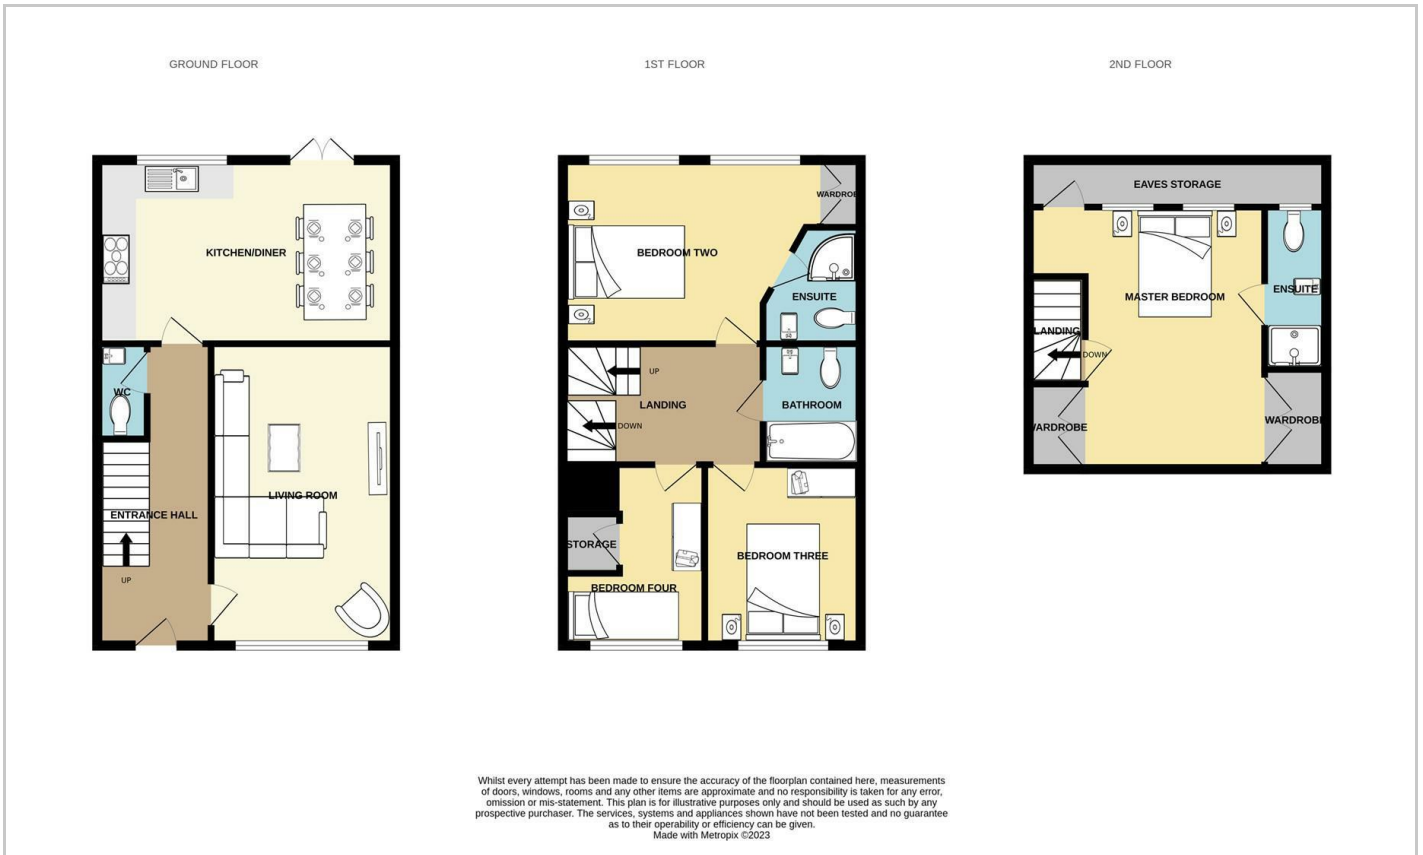 GROUND FLOOR
KITCHEN/DINER
WC
LIVING ROOM
ENTRANCE HALL
UP
1ST FLOOR
WARDROB
BEDROOM TWO
ENSUITE
UP
LANDING
BATHROOM
DOWN
STORAGE
BEDROOM THREE
BEDROOM FOUR
2ND FLOOR
EAVES STORAGE
MASTER BEDROOM
ENSUITE
LANDING
DOWN
WARDROBE
WARDROBE
Whilst every attempt has been made to ensure the accuracy of the floorplan contained here, measurements
of doors, windows, rooms and any other items are approximate and no responsibility is taken for any error,
omission or mis-statement. This plan is for illustrative purposes only and should be used as such by any
prospective purchaser. The services, systems and appliances shown have not been tested and no guarantee
as to their operability or efficiency can be given.
Made with Metropix ©2023